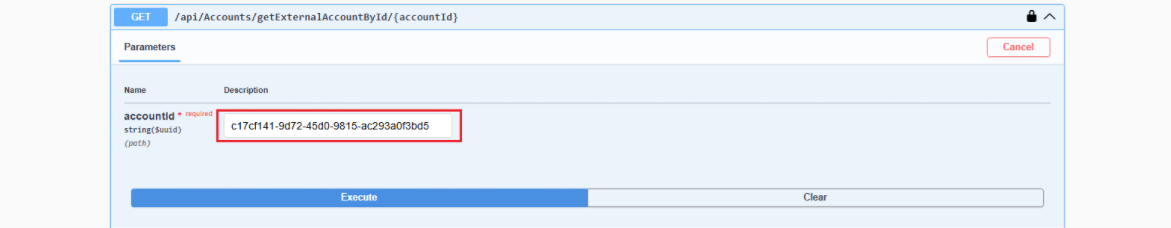 GET /api/Accounts/getExternalAccountById/{accountId}
Parameters Cancel
Name Description
accountId * required
string($uuid)
(path)
c17cf141-9d72-45d0-9815-ac293a0f3bd5
Execute Clear